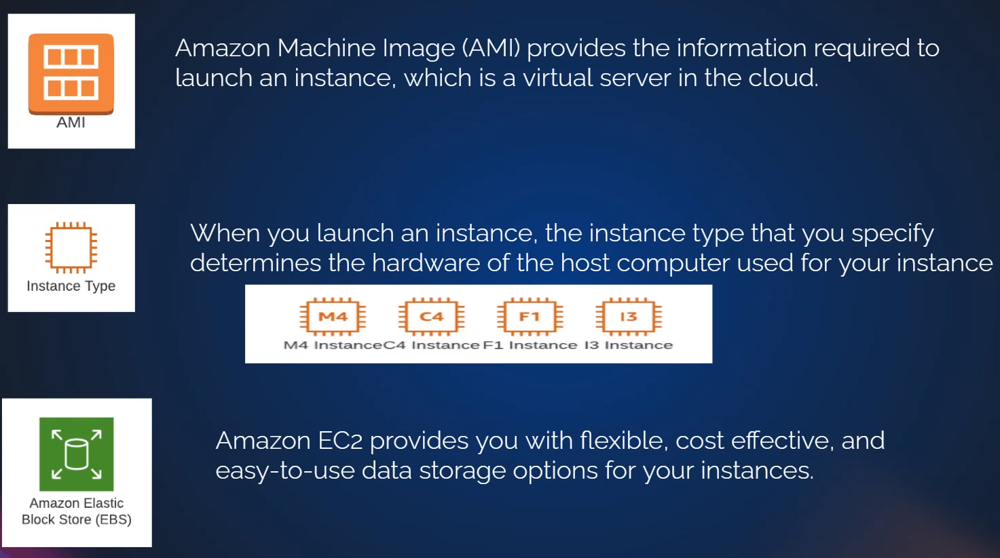 AMI
Amazon Machine Image (AMI) provides the information required to
launch an instance, which is a virtual server in the cloud.
Instance Type
When you launch an instance, the instance type that you specify
determines the hardware of the host computer used for your instance
M4 C4 F1 I3
M4 Instance C4 Instance F1 Instance I3 Instance
Amazon Elastic
Block Store (EBS)
Amazon EC2 provides you with flexible, cost effective, and
easy-to-use data storage options for your instances.